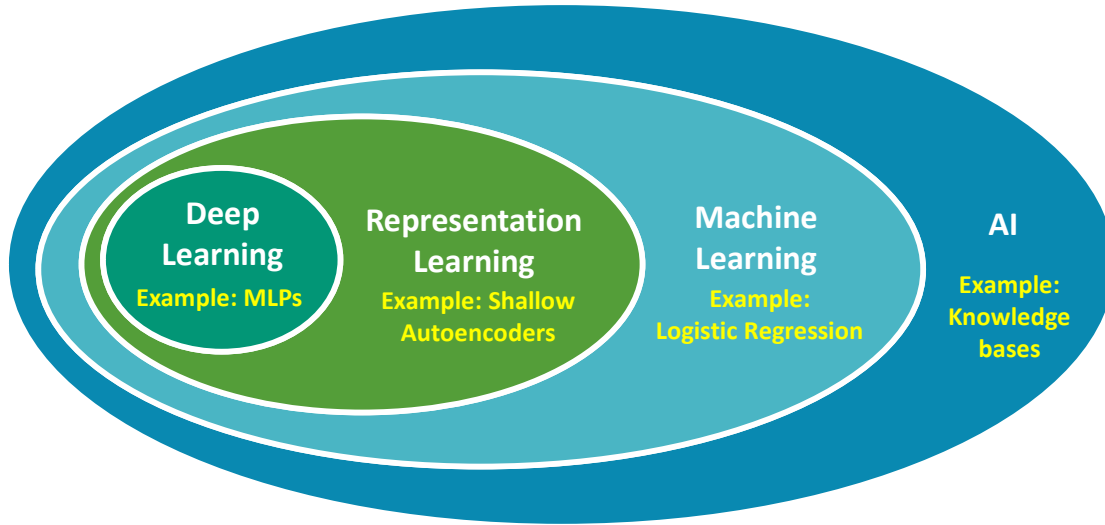 Deep
Learning
Example: MLPs
Representation
Learning
Example: Shallow
Autoencoders
Machine
Learning
Example:
Logistic Regression
AI
Example:
Knowledge
bases